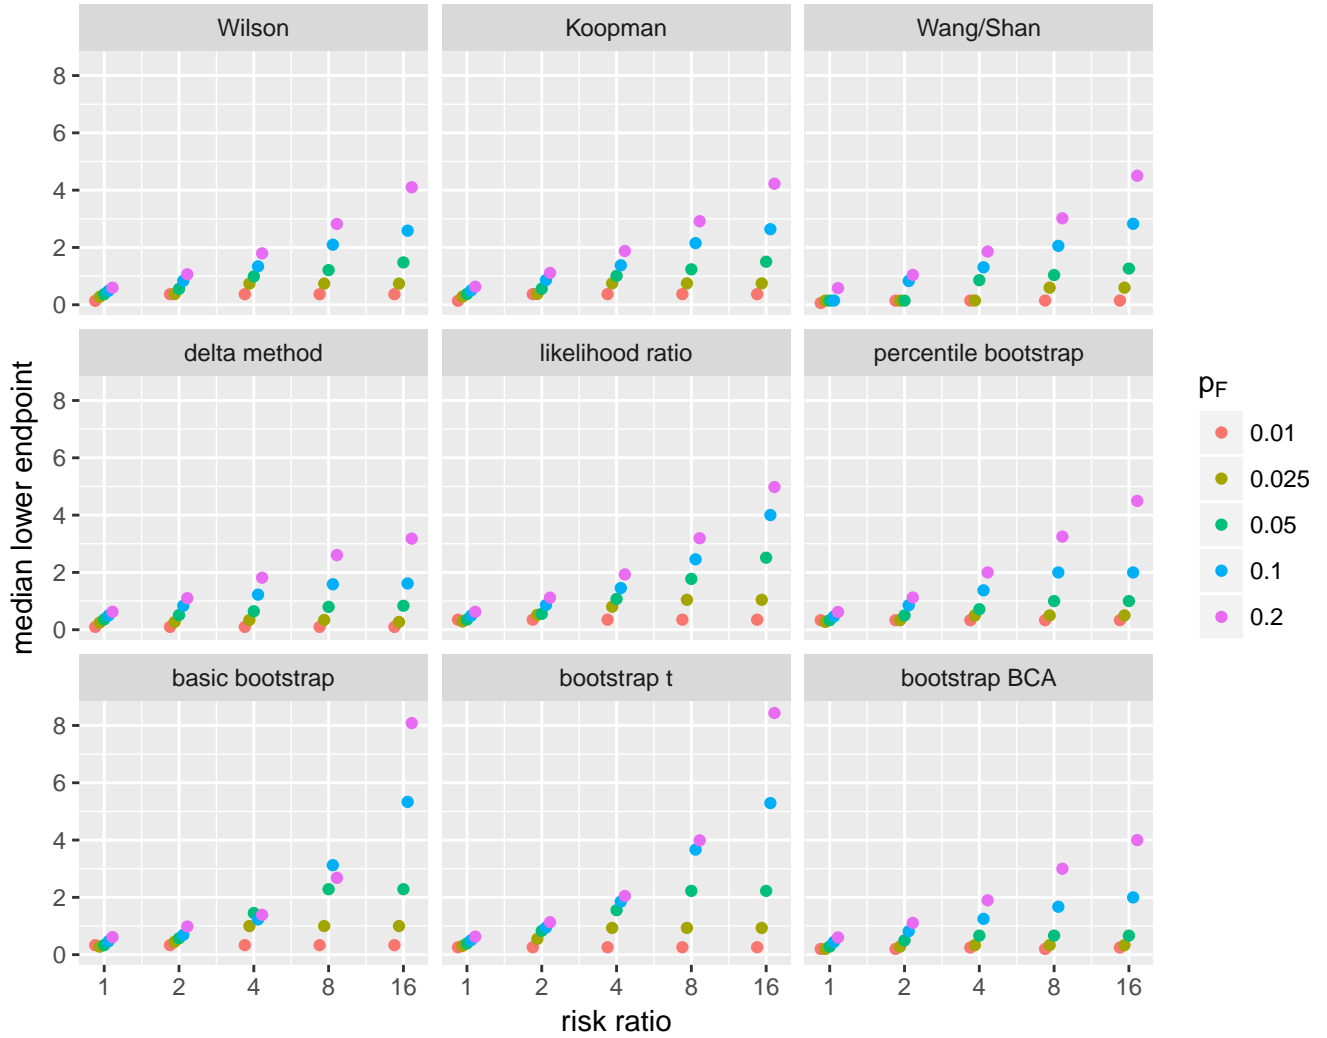 Wilson Koopman Wang/Shan
8
6
4
2
0
delta method likelihood ratio percentile bootstrap
8
6
4
2
0
basic bootstrap bootstrap t bootstrap BCA
8
6
4
2
0
1 2 4 8 16 1 2 4 8 16 1 2 4 8 16
risk ratio
median lower endpoint
pF
0.01
0.025
0.05
0.1
0.2